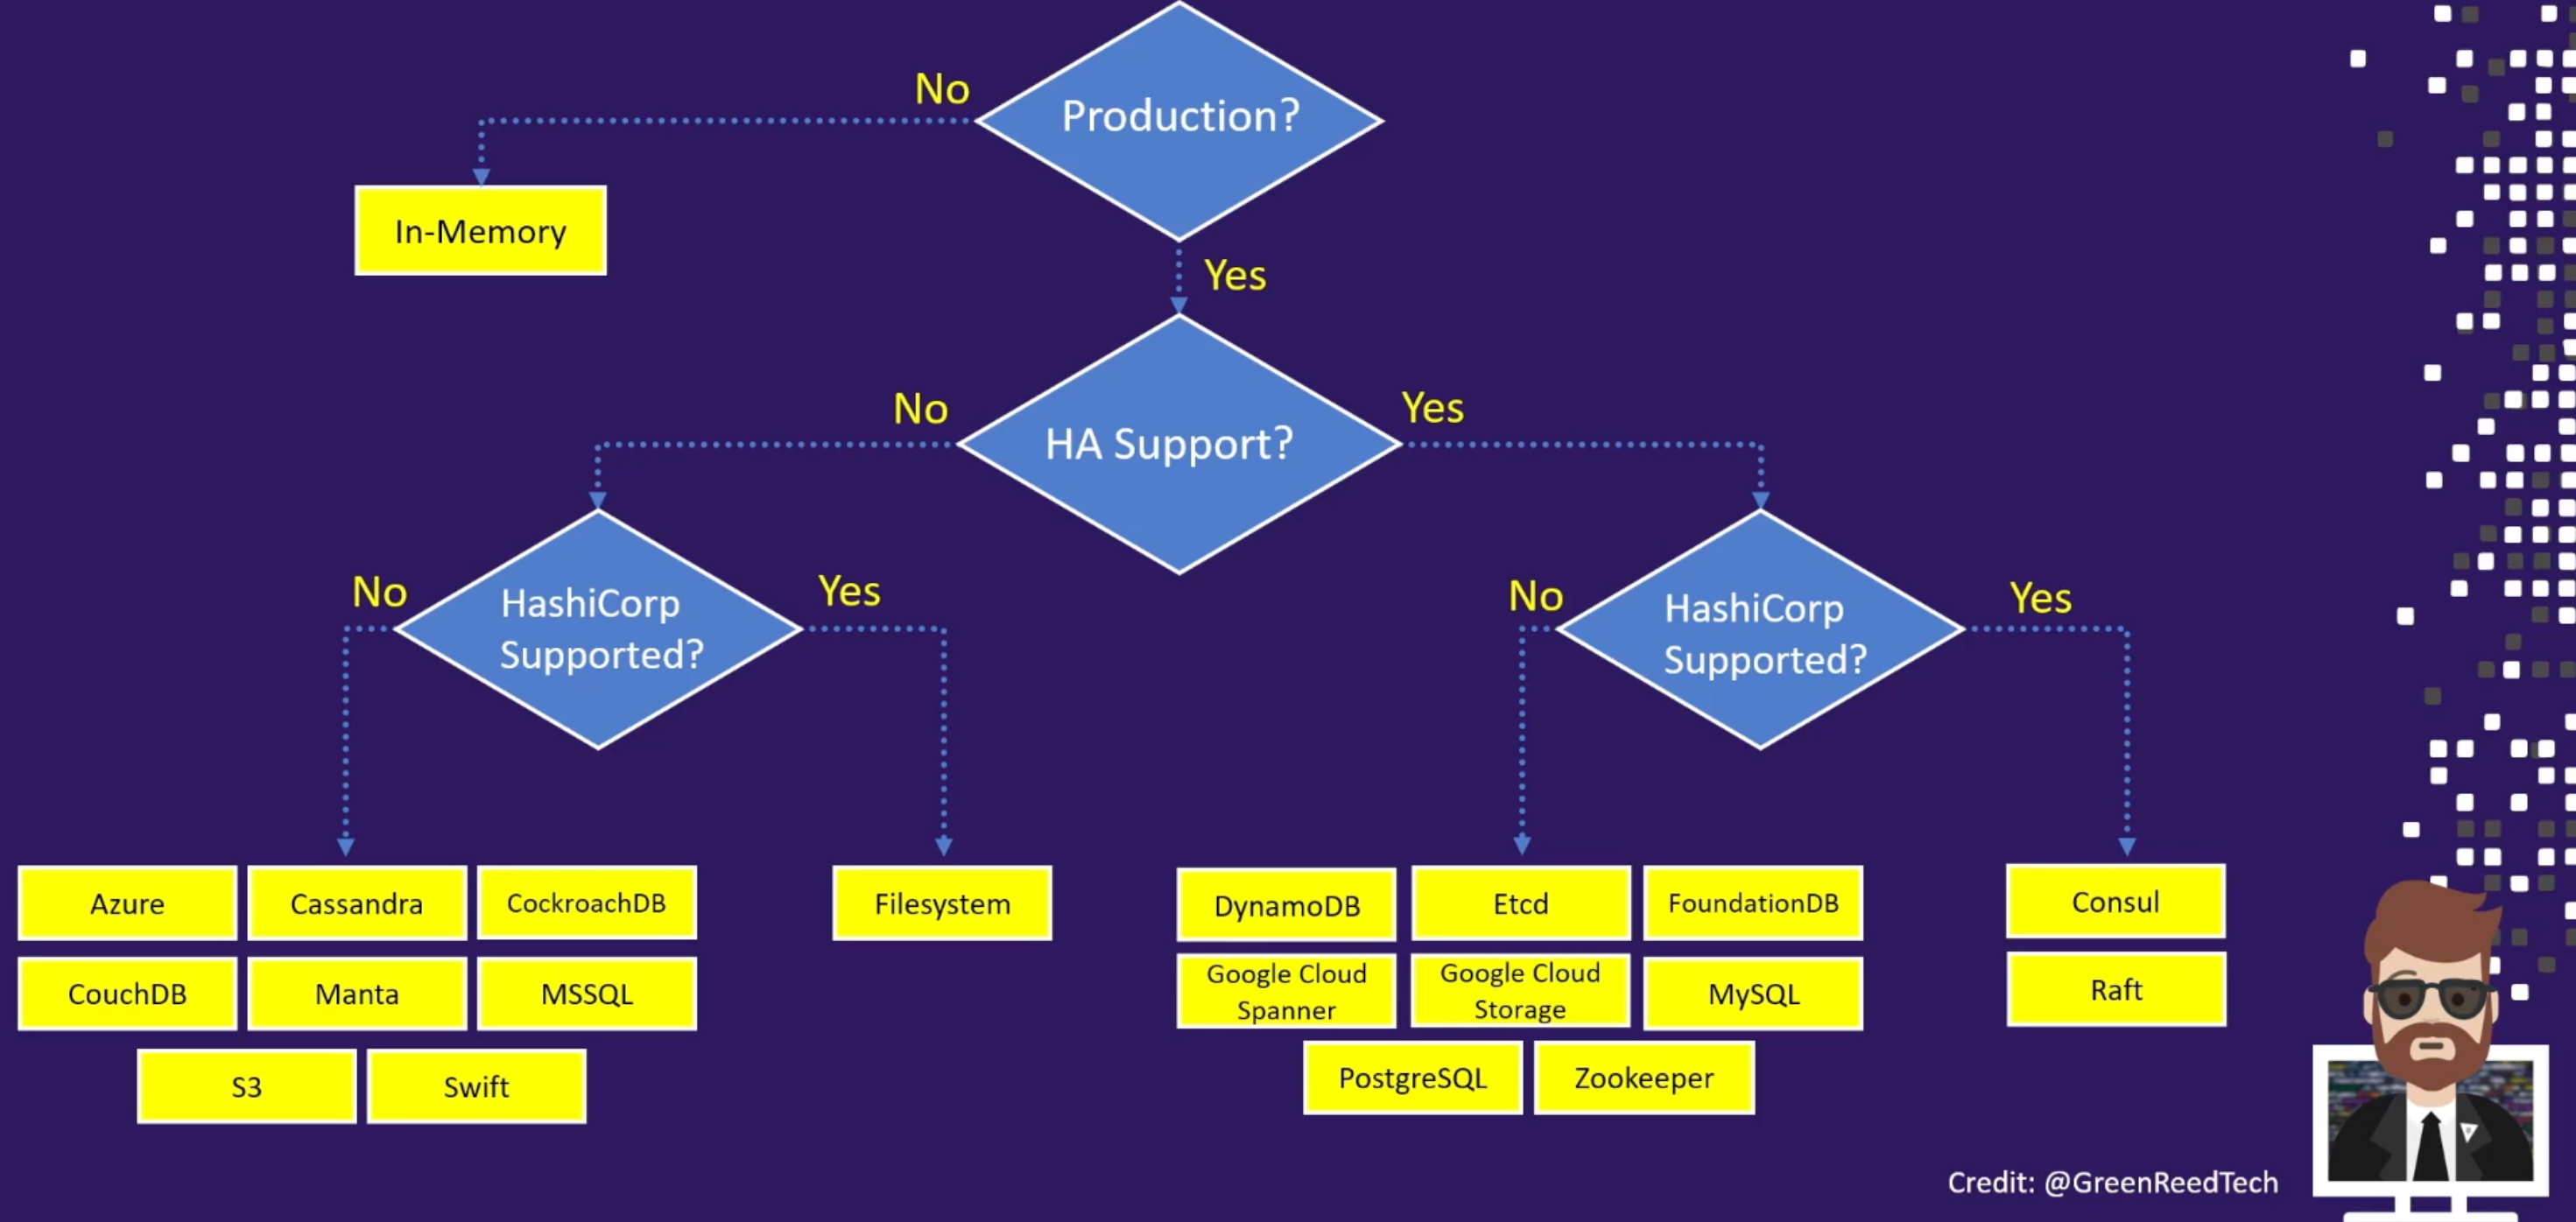 No
Production?
In-Memory
Yes
No
Yes
HA Support?
No
HashiCorp
Supported?
Yes
No
HashiCorp
Supported?
Yes
Azure
Cassandra
CockroachDB
CouchDB
Manta
MSSQL
S3
Swift
Filesystem
DynamoDB
Etcd
FoundationDB
Google Cloud
Spanner
Google Cloud
Storage
MySQL
PostgreSQL
Zookeeper
Consul
Raft
Credit: @GreenReedTech